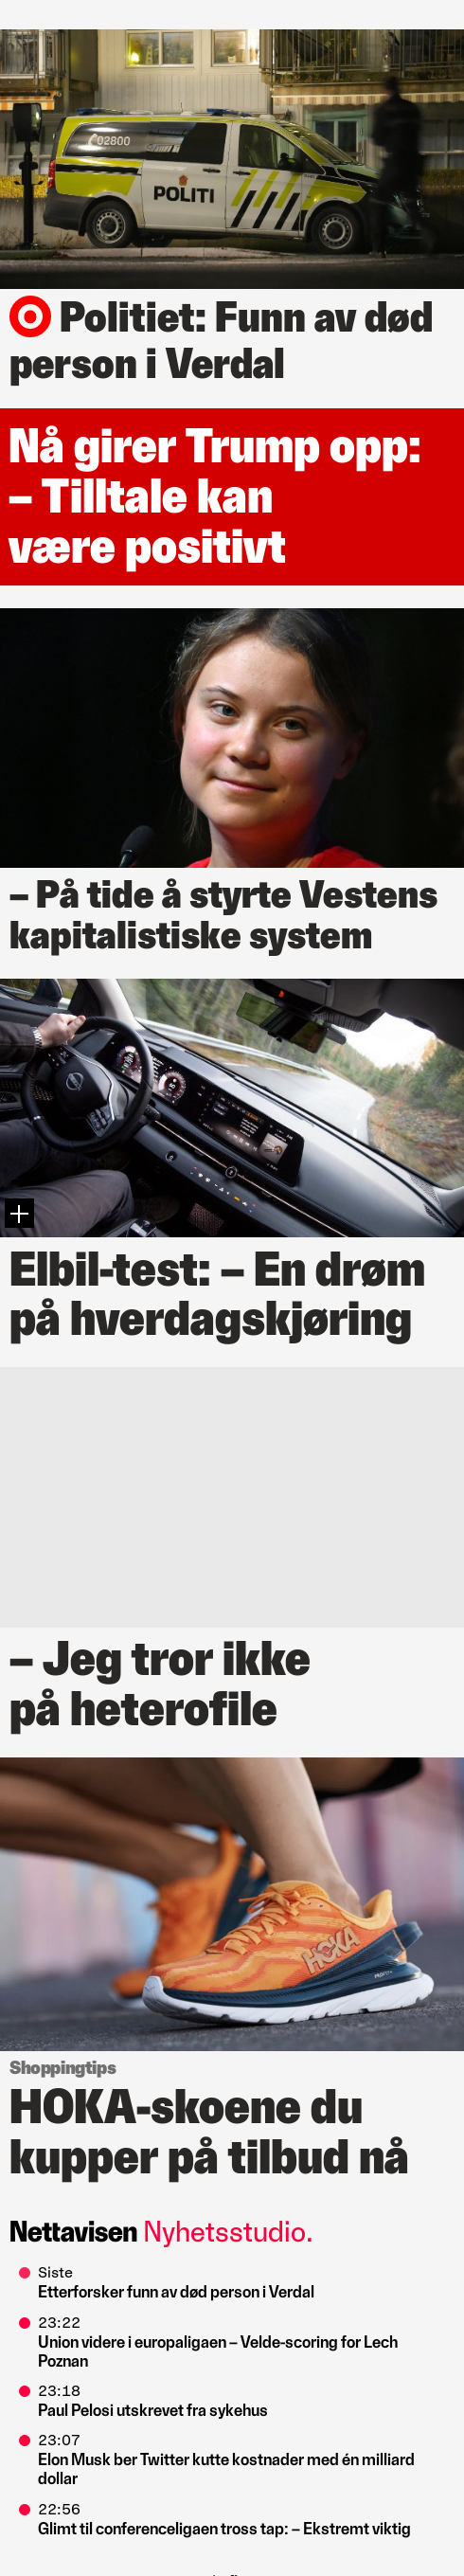 02800
POLITI
Politiet: Funn av død
person i Verdal
Nå girer Trump opp:
– Tilltale kan
være positivt
– På tide å styrte Vestens
kapitalistiske system
Elbil-test: – En drøm
på hverdagskjøring
– Jeg tror ikke
på heterofile
HOKA
Shoppingtips
HOKA-skoene du
kupper på tilbud nå
Nettavisen Nyhetsstudio.
Siste
Etterforsker funn av død person i Verdal
23:22
Union videre i europaligaen – Velde-scoring for Lech
Poznan
23:18
Paul Pelosi utskrevet fra sykehus
23:07
Elon Musk ber Twitter kutte kostnader med én milliard
dollar
22:56
Glimt til conferenceligaen tross tap: – Ekstremt viktig